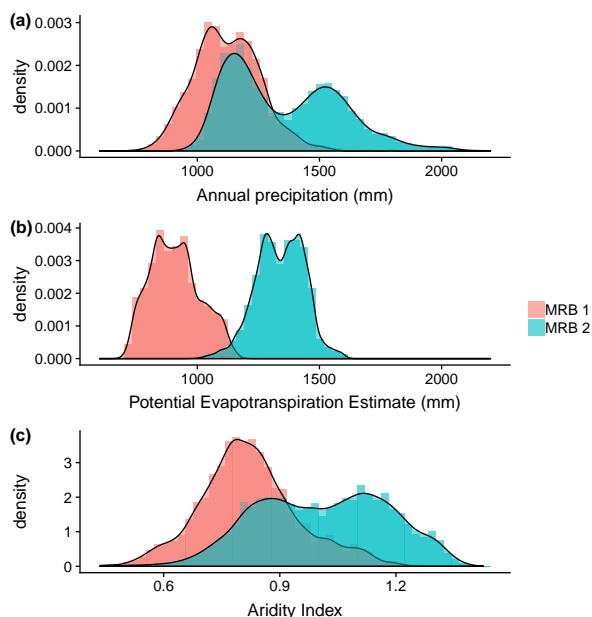 (a)
density
0.003
0.002
0.001
0.000
1000 1500 2000
Annual precipitation (mm)
(b)
density
0.004
0.003
0.002
0.001
0.000
1000 1500 2000
Potential Evapotranspiration Estimate (mm)
MRB 1
MRB 2
(c)
density
3
2
1
0
0.6 0.9 1.2
Aridity Index